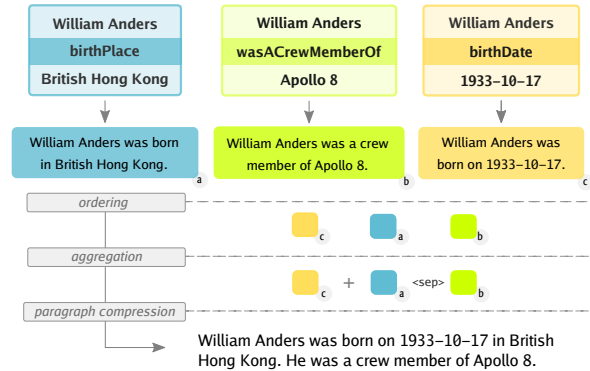 William Anders
birthPlace
British Hong Kong
William Anders
wasACrewMemberOf
Apollo 8
William Anders
birthDate
1933-10-17
William Anders was born
in British Hong Kong.
a
William Anders was a crew
member of Apollo 8.
b
William Anders was
born on 1933-10-17.
c
ordering
c
a
b
aggregation
c + a <sep> b
paragraph compression
William Anders was born on 1933-10-17 in British
Hong Kong. He was a crew member of Apollo 8.